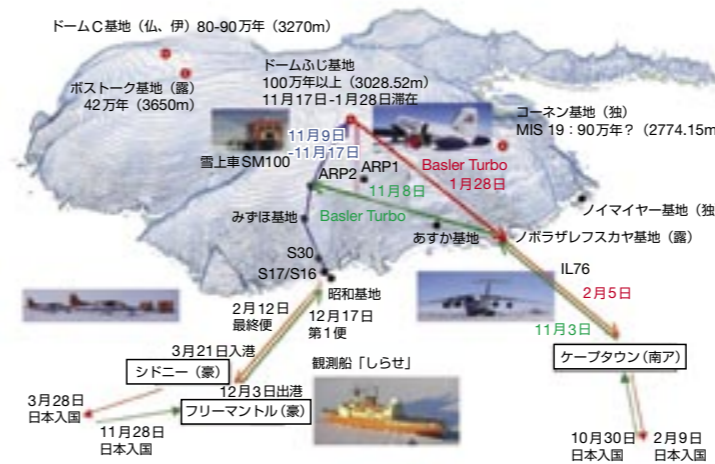 ドームC基地（仏、伊）80-90万年（3270m）
ボストーク基地（露）
42万年（3650m）
ドームふじ基地
100万年以上（3028.52m）
11月17日-1月28日滞在
コーネン基地（独）
MIS 19：90万年？（2774.15m
11月9日
-11月17日
雪上車SM100
ARP2
ARP1
Basler Turbo
1月28日
11月8日
Basler Turbo
みずほ基地
あすか基地
ノイマイヤー基地（独
ノボラザレフスカヤ基地（露）
S30
S17/S16
昭和基地
IL76
2月5日
11月3日
2月12日
最終便
12月17日
第1便
3月21日入港
シドニー（豪）
観測船「しらせ」
ケープタウン（南ア）
12月3日出港
フリーマントル（豪）
3月28日
日本入国
11月28日
日本入国
10月30日
日本入国
2月9日
日本入国